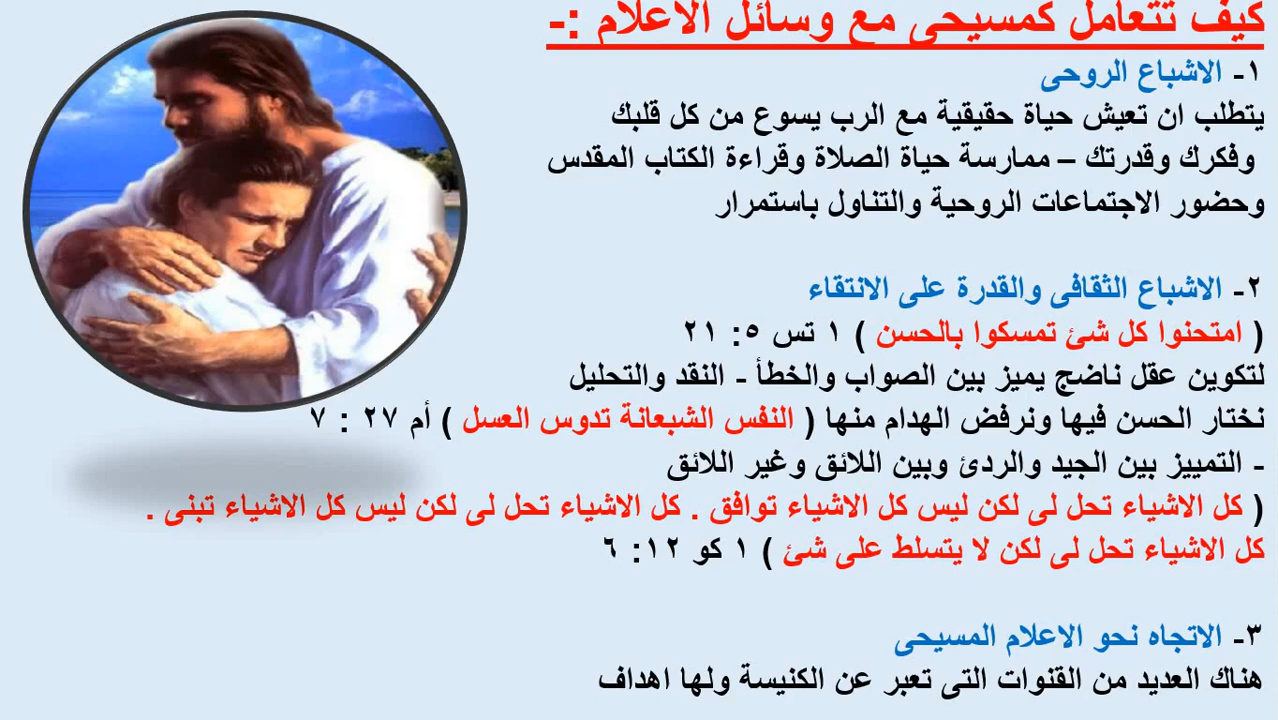 كيف تتعامل كمسيحى مع وسائل الاعلام :-
١- الاشباع الروحى
يتطلب ان تعيش حياة حقيقية مع الرب يسوع من كل قلبك
وفكرك وقدرتك – ممارسة حياة الصلاة وقراءة الكتاب المقدس
وحضور الاجتماعات الروحية والتناول باستمرار
٢- الاشباع الثقافى والقدرة على الانتقاء
( امتحنوا كل شئ تمسكوا بالحسن ) ١ تس ٥: ٢١
لتكوين عقل ناضج يميز بين الصواب والخطأ - النقد والتحليل
نختار الحسن فيها ونرفض الهدام منها ( النفس الشبعانة تدوس العسل ) أم ٢٧ : ٧
- التمييز بين الجيد والردئ وبين اللائق وغير اللائق
( كل الاشياء تحل لى لكن ليس كل الاشياء توافق . كل الاشياء تحل لى لكن ليس كل الاشياء تبنى .
كل الاشياء تحل لى لكن لا يتسلط على شئ ) ١ كو ١٢: ٦
٣- الاتجاه نحو الاعلام المسيحى
هناك العديد من القنوات التى تعبر عن الكنيسة ولها اهداف